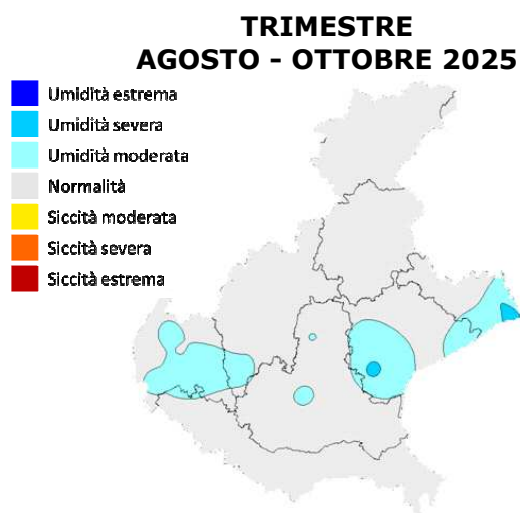 TRIMESTRE
AGOSTO - OTTOBRE 2025
Umidità estrema
Umidità severa
Umidità moderata
Normalità
Siccità moderata
Siccità severa
Siccità estrema